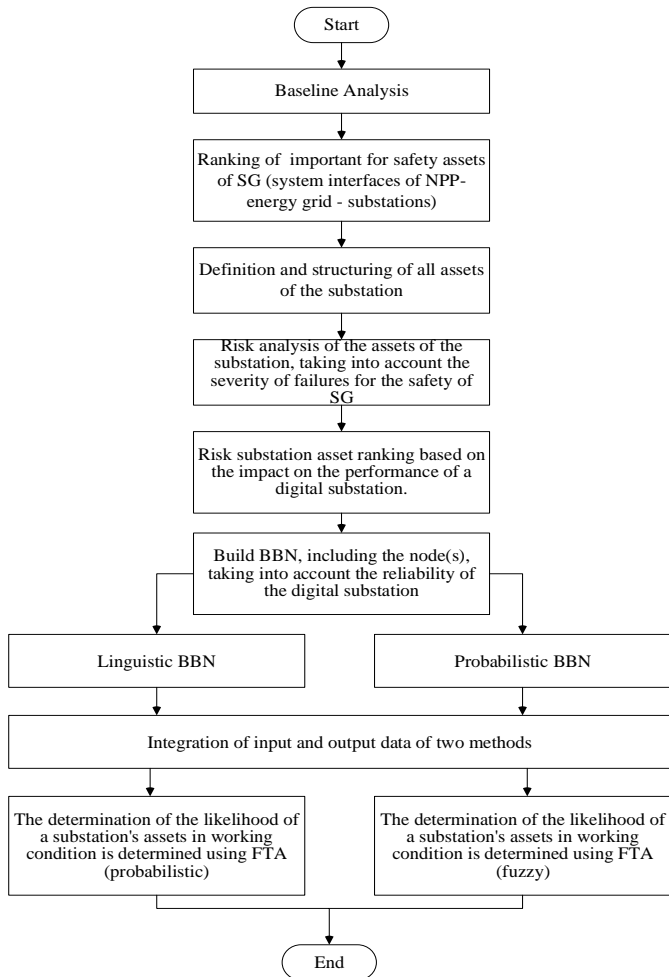 Start
Baseline Analysis
Ranking of important for safety assets
of SG (system interfaces of NPP-
energy grid - substations)
Definition and structuring of all assets
of the substation
Risk analysis of the assets of the
substation, taking into account the
severity of failures for the safety of
SG
Risk substation asset ranking based on
the impact on the performance of a
digital substation.
Build BBN, including the node(s),
taking into account the reliability of
the digital substation
Linguistic BBN
Probabilistic BBN
Integration of input and output data of two methods
The determination of the likelihood of
a substation's assets in working
condition is determined using FTA
(probabilistic)
The determination of the likelihood of
a substation's assets in working
condition is determined using FTA
(fuzzy)
End